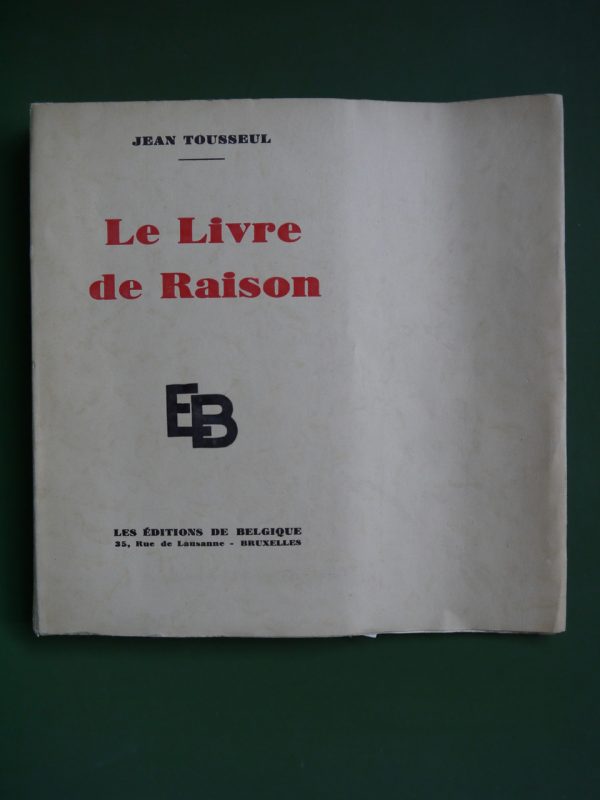 JEAN TOUSSEUL
Le Livre
de Raison
EB
LES ÉDITIONS DE BELGIQUE
35, Rue de Lausanne - BRUXELLES